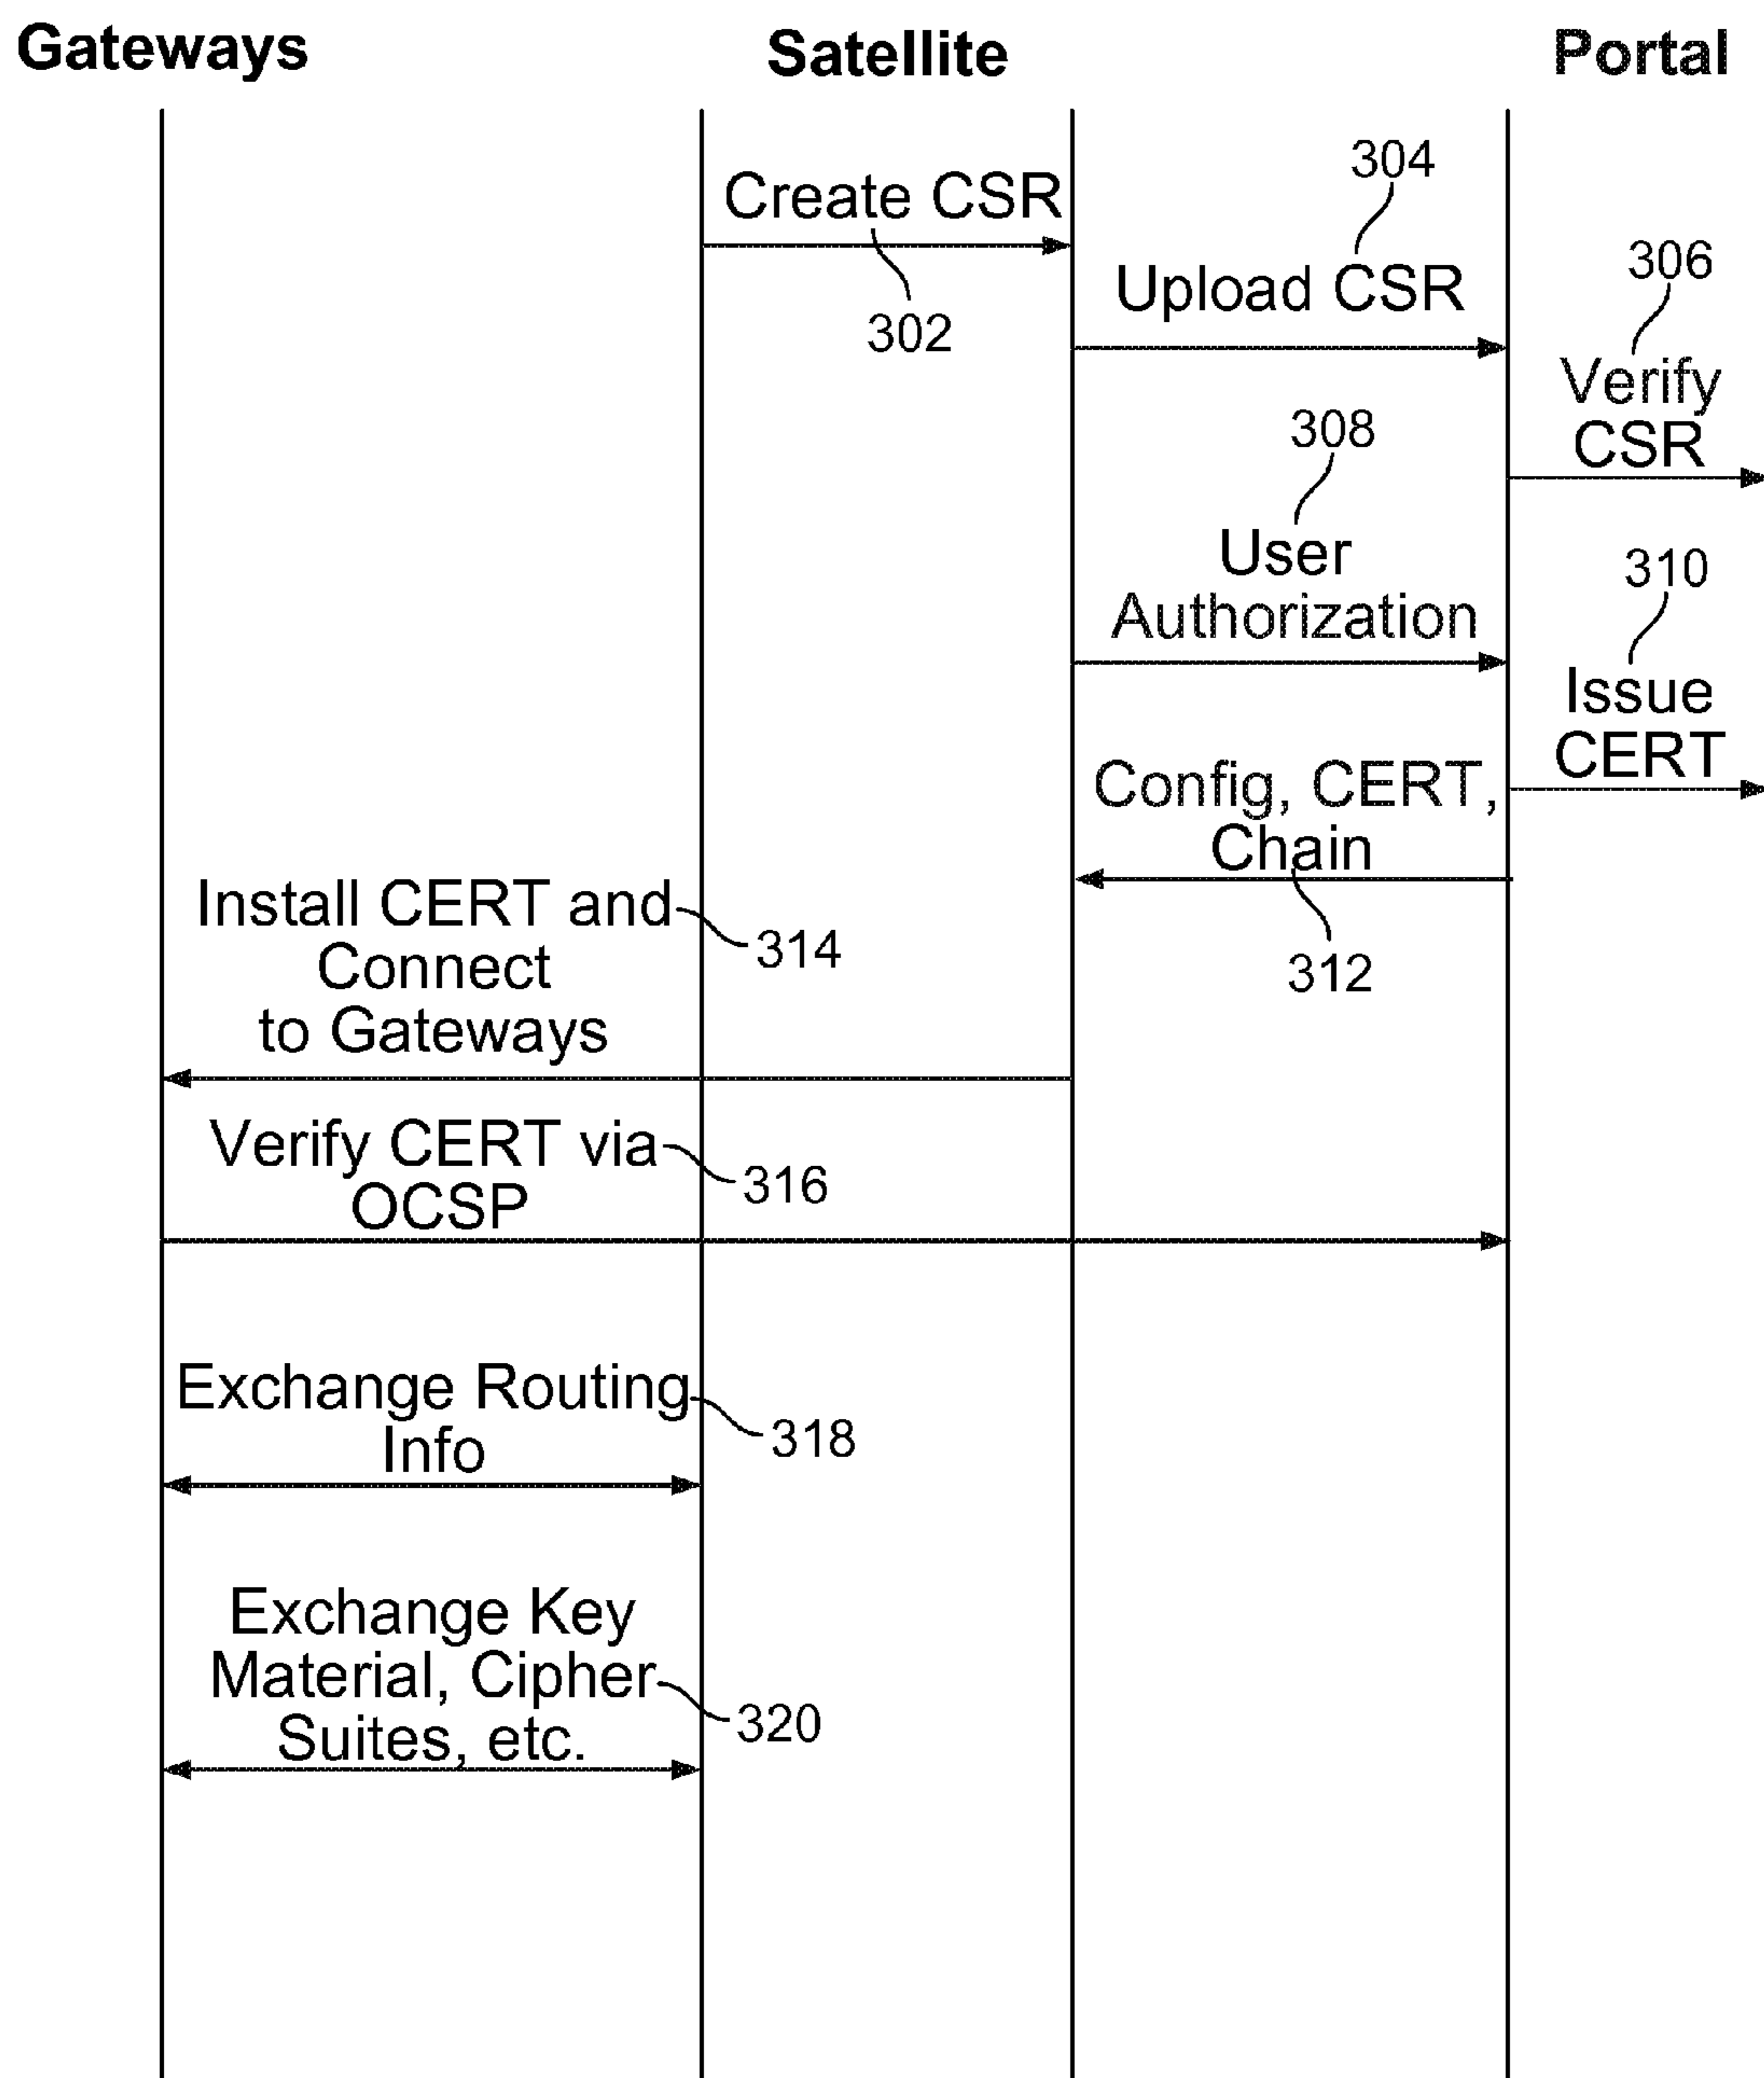 Gateways
Satellite
Portal
Create CSR
302
304
Upload CSR
306
Verify
CSR
308
User
Authorization
310
Issue
CERT
Config, CERT,
Chain
312
Install CERT and
Connect
to Gateways
314
Verify CERT via
OCSP
316
Exchange Routing
Info
318
Exchange Key
Material, Cipher
Suites, etc.
320